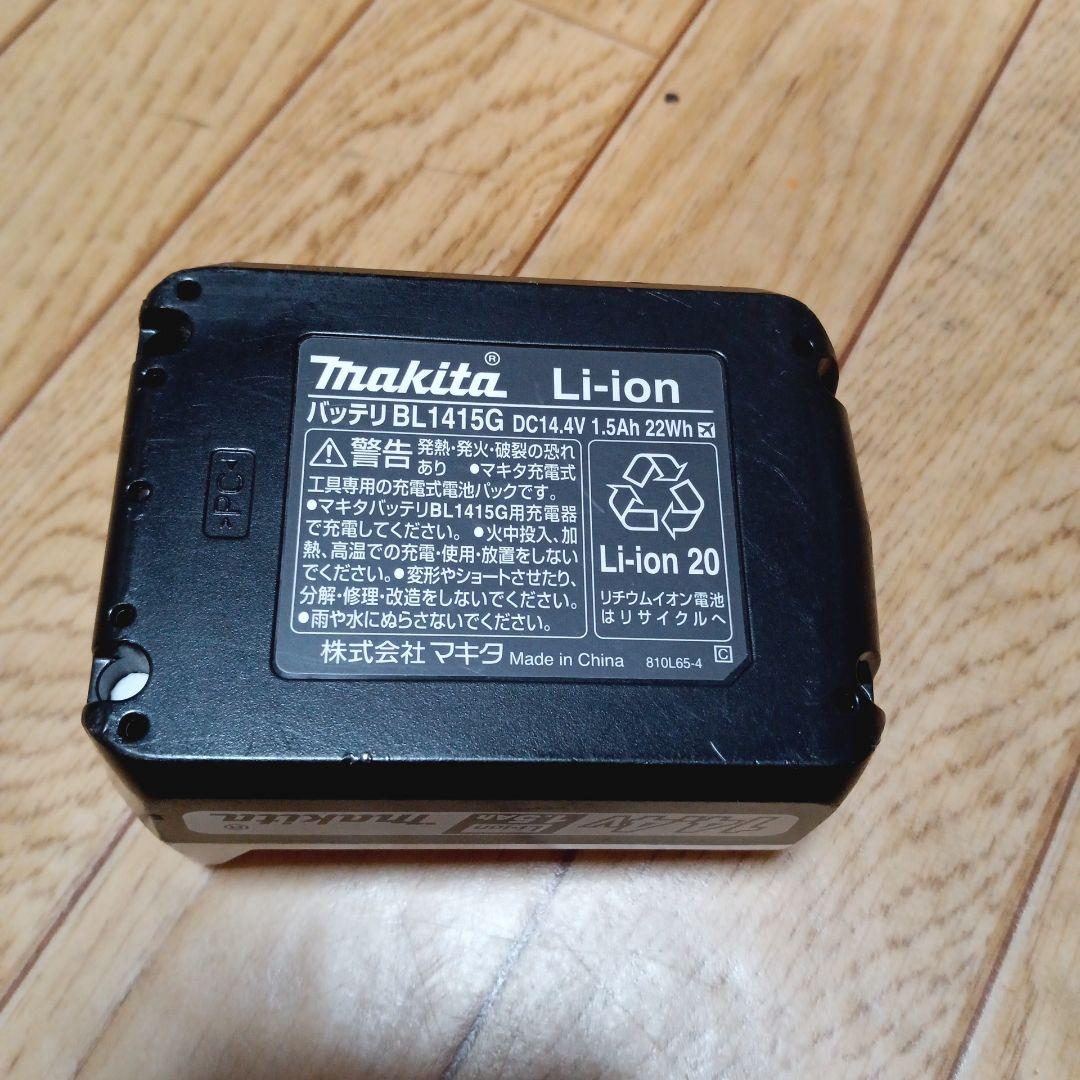 makita® Li-ion
バッテリ BL1415G DC14.4V 1.5Ah 22Wh
警告 発熱・発火・破裂の恐れ
あり ●マキタ充電式
工具専用の充電式電池パックです。
●マキタバッテリBL1415G用充電器
で充電してください。●火中投入、加
熱、高温での充電・使用・放置をしない
でください。●変形やショートさせたり、
分解・修理・改造をしないでください。
●雨や水にぬらさないでください。
Li-ion 20
リチウムイオン電池
はリサイクルへ
株式会社 マキタ Made in China 810L65-4 C
>PC<
makita® Li-ion 1.5Ah 14.4V